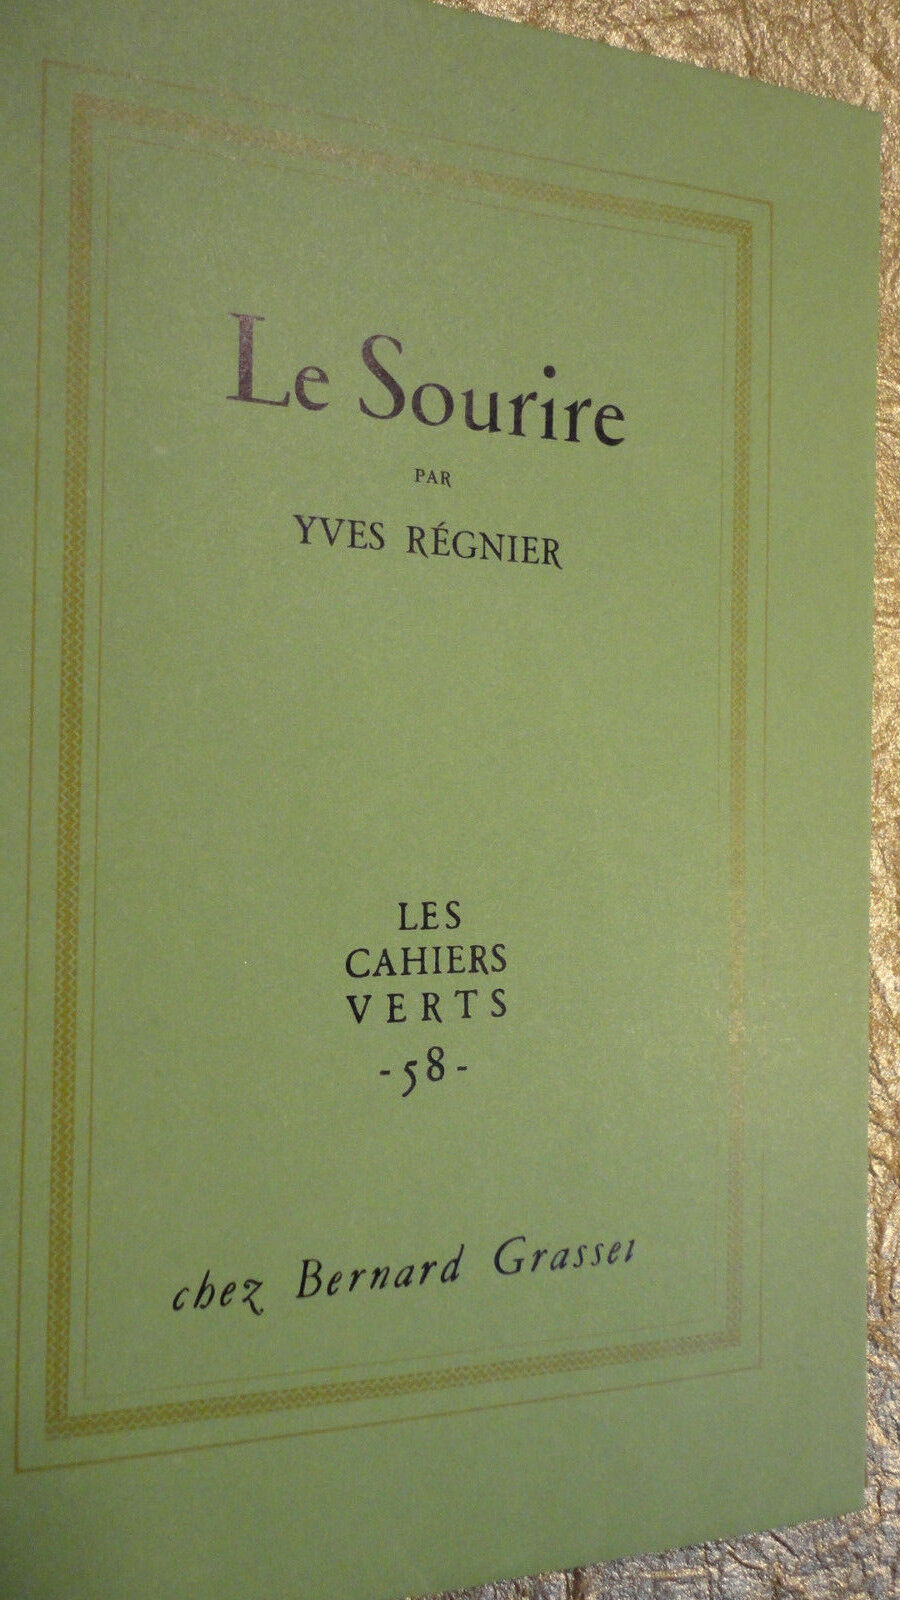 Le Sourire
PAR
YVES RÉGNIER
LES
CAHIERS
VERTS
-58-
chez Bernard Grasset